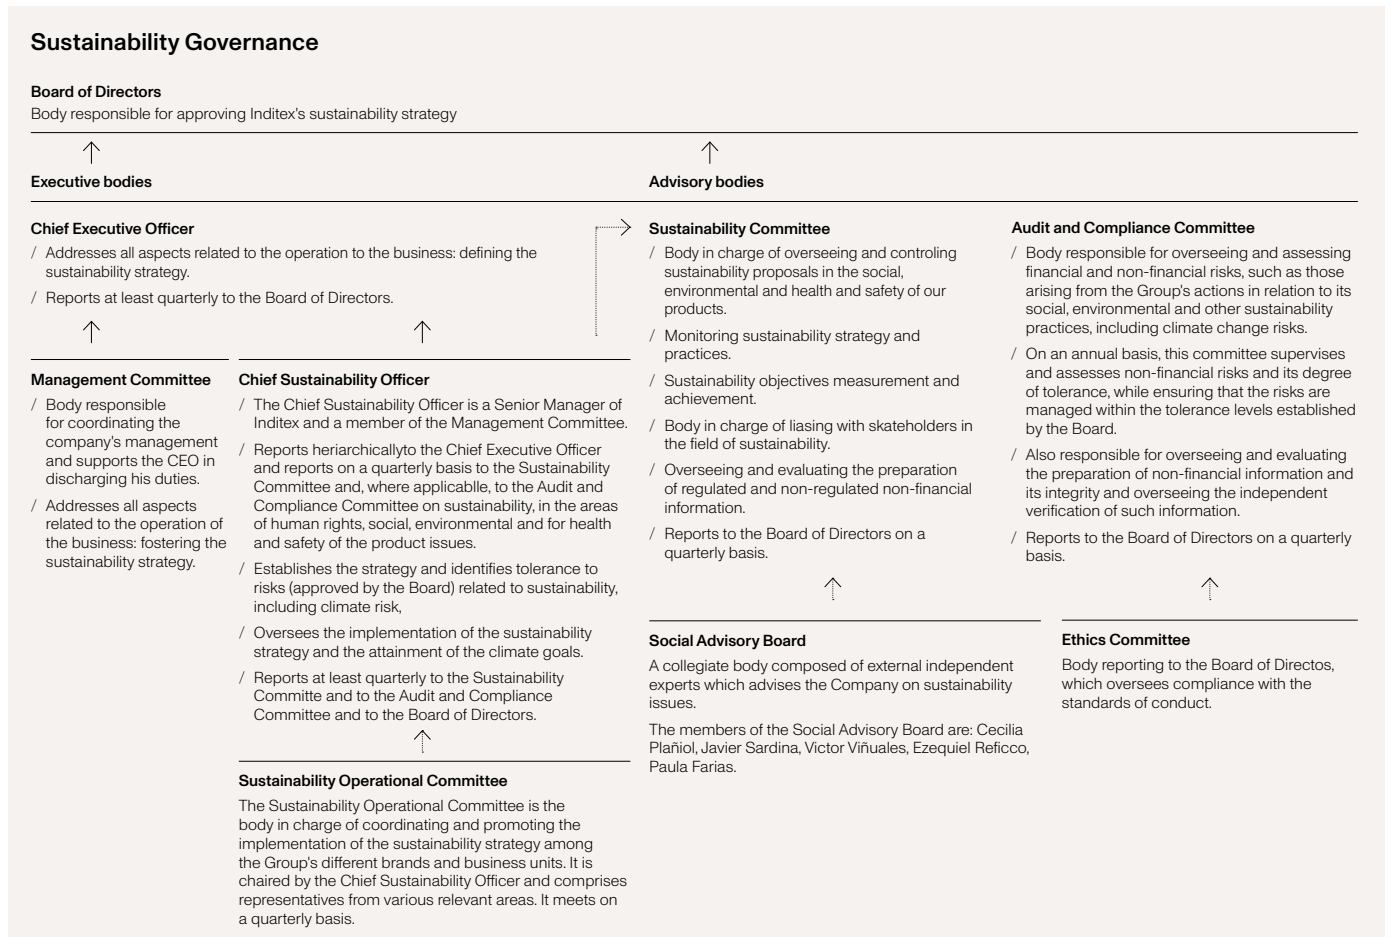 Sustainability Governance
Board of Directors
Body responsible for approving Inditex's sustainability strategy
Executive bodies
Chief Executive Officer
/ Addresses all aspects related to the operation to the business: defining the
sustainability strategy.
/ Reports at least quarterly to the Board of Directors.
Management Committee
/ Body responsible
for coordinating the
company's management
and supports the CEO in
discharging his duties.
/ Addresses all aspects
related to the operation of
the business: fostering the
sustainability strategy.
Chief Sustainability Officer
/ The Chief Sustainability Officer is a Senior Manager of
Inditex and a member of the Management Committee.
/ Reports heriarchicallyto the Chief Executive Officer
and reports on a quarterly basis to the Sustainability
Committee and, where applicablle, to the Audit and
Compliance Committee on sustainability, in the areas
of human rights, social, environmental and for health
and safety of the product issues.
/ Establishes the strategy and identifies tolerance to
risks (approved by the Board) related to sustainability,
including climate risk,
/ Oversees the implementation of the sustainability
strategy and the attainment of the climate goals.
/ Reports at least quarterly to the Sustainability
Committe and to the Audit and Compliance
Committee and to the Board of Directors.
Sustainability Operational Committee
The Sustainability Operational Committee is the
body in charge of coordinating and promoting the
implementation of the sustainability strategy among
the Group's different brands and business units. It is
chaired by the Chief Sustainability Officer and comprises
representatives from various relevant areas. It meets on
a quarterly basis.
Advisory bodies
Sustainability Committee
/ Body in charge of overseeing and controling
sustainability proposals in the social,
environmental and health and safety of our
products.
/ Monitoring sustainability strategy and
practices.
/ Sustainability objectives measurement and
achievement.
/ Body in charge of liasing with skateholders in
the field of sustainability.
/ Overseeing and evaluating the preparation
of regulated and non-regulated non-financial
information.
/ Reports to the Board of Directors on a
quarterly basis.
Social Advisory Board
A collegiate body composed of external independent
experts which advises the Company on sustainability
issues.
The members of the Social Advisory Board are: Cecilia
Plañiol, Javier Sardina, Victor Viñuales, Ezequiel Reficco,
Paula Farias.
Audit and Compliance Committee
/ Body responsible for overseeing and assessing
financial and non-financial risks, such as those
arising from the Group's actions in relation to its
social, environmental and other sustainability
practices, including climate change risks.
/ On an annual basis, this committee supervises
and assesses non-financial risks and its degree
of tolerance, while ensuring that the risks are
managed within the tolerance levels established
by the Board.
/ Also responsible for overseeing and evaluating
the preparation of non-financial information and
its integrity and overseeing the independent
verification of such information.
/ Reports to the Board of Directors on a quarterly
basis.
Ethics Committee
Body reporting to the Board of Directos,
which oversees compliance with the
standards of conduct.